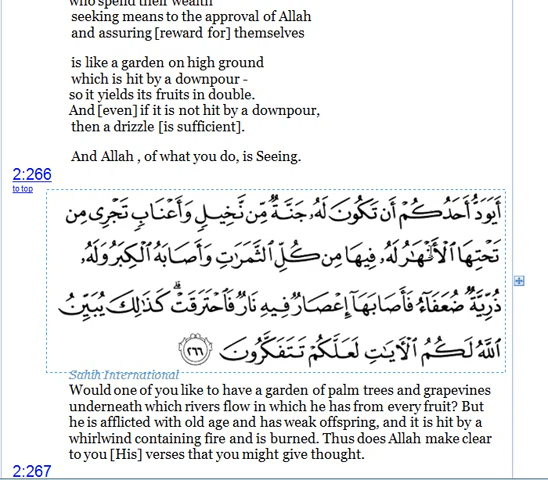 who spend their wealth
seeking means to the approval of Allah
and assuring [reward for] themselves
is like a garden on high ground
which is hit by a downpour -
so it yields its fruits in double.
And [even] if it is not hit by a downpour,
then a drizzle [is sufficient].
And Allah , of what you do, is Seeing.
2:266
to top
أَيَوَدُّ أَحَدُكُمْ أَن تَكُونَ لَهُۥ جَنَّةٌ مِّن نَّخِيلٍ وَأَعْنَابٍ تَجْرِى مِن
تَحْتِهَا ٱلْأَنْهَٰرُ لَهُۥ فِيهَا مِن كُلِّ ٱلثَّمَرَٰتِ وَأَصَابَهُ ٱلْكِبَرُ وَلَهُۥ
ذُرِّيَّةٌ ضُعَفَآءُ فَأَصَابَهَآ إِعْصَارٌ فِيهِ نَارٌ فَٱحْتَرَقَتْ ۗ كَذَٰلِكَ يُبَيِّنُ
ٱللَّهُ لَكُمُ ٱلْءَايَٰتِ لَعَلَّكُمْ تَتَفَكَّرُونَ ٢٦٦
Sahih International
Would one of you like to have a garden of palm trees and grapevines
underneath which rivers flow in which he has from every fruit? But
he is afflicted with old age and has weak offspring, and it is hit by a
whirlwind containing fire and is burned. Thus does Allah make clear
to you [His] verses that you might give thought.
2:267